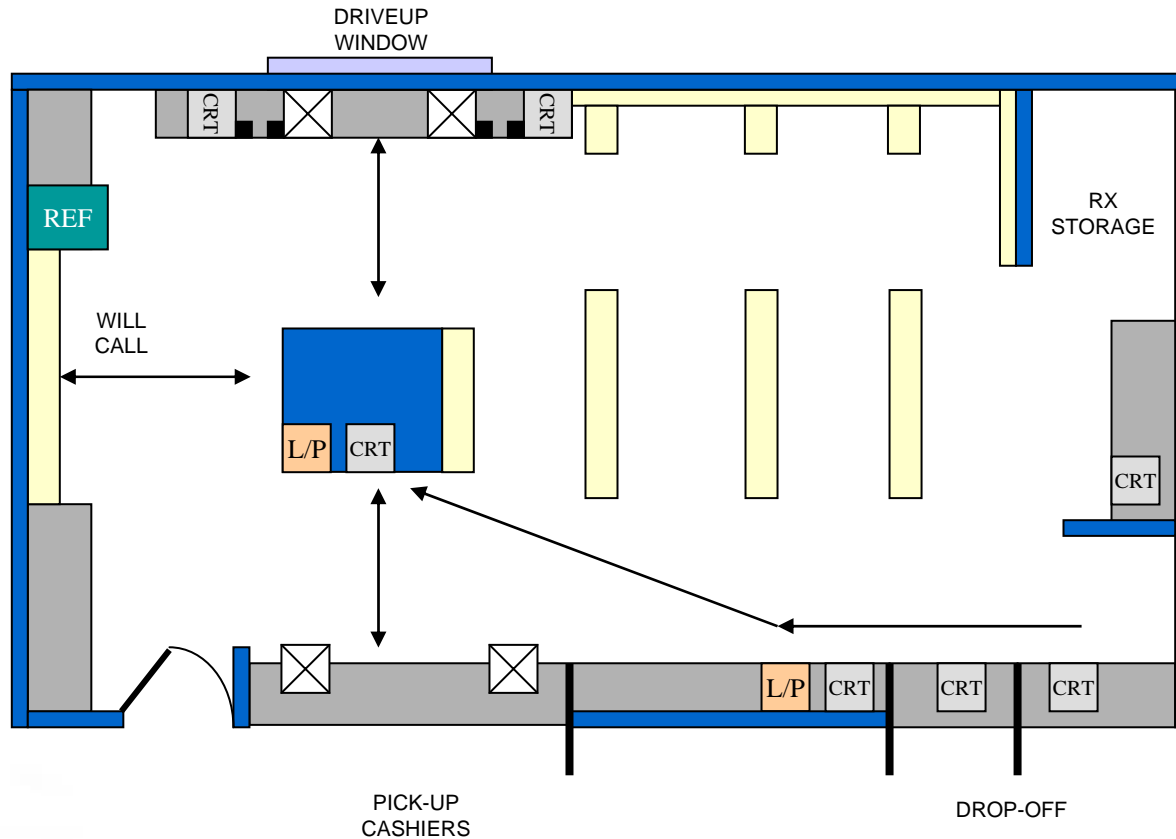 DRIVEUP
WINDOW
CRT
CRT
REF
RX
STORAGE
WILL
CALL
L/P
CRT
CRT
L/P
CRT
CRT
CRT
PICK-UP
CASHIERS
DROP-OFF